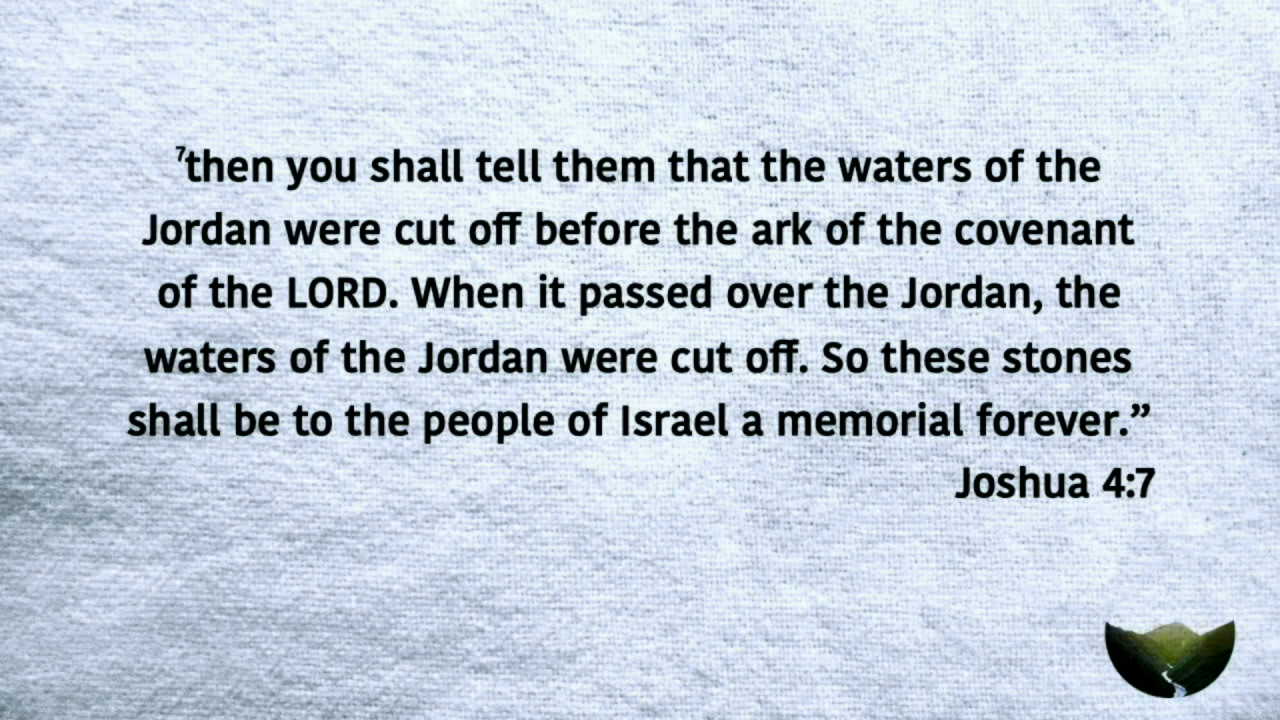 ⁷then you shall tell them that the waters of the
Jordan were cut off before the ark of the covenant
of the LORD. When it passed over the Jordan, the
waters of the Jordan were cut off. So these stones
shall be to the people of Israel a memorial forever.”
Joshua 4:7